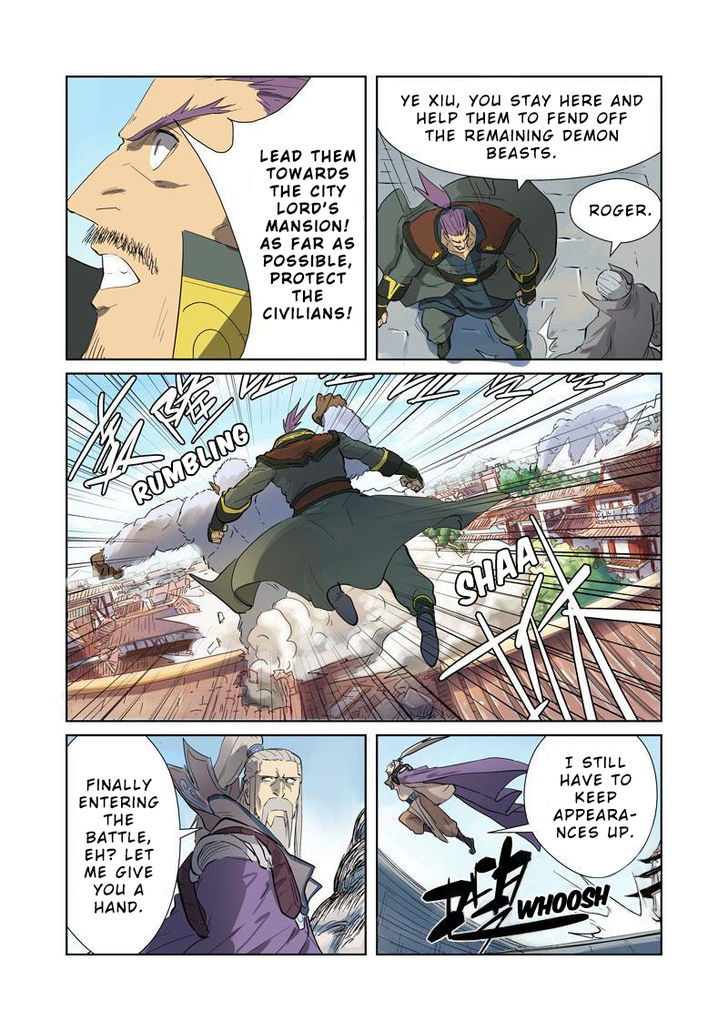 LEAD THEM
TOWARDS
THE CITY
LORD'S
MANSION!
AS FAR AS
POSSIBLE,
PROTECT
THE
CIVILIANS!
YE XIU, YOU STAY HERE AND
HELP THEM TO FEND OFF
THE REMAINING DEMON
BEASTS.
ROGER.
RUMBLING
SHAA
FINALLY
ENTERING
THE
BATTLE,
EH? LET
ME GIVE
YOU A
HAND.
I STILL
HAVE TO
KEEP
APPEARA-
NCES UP.
WHOOSH